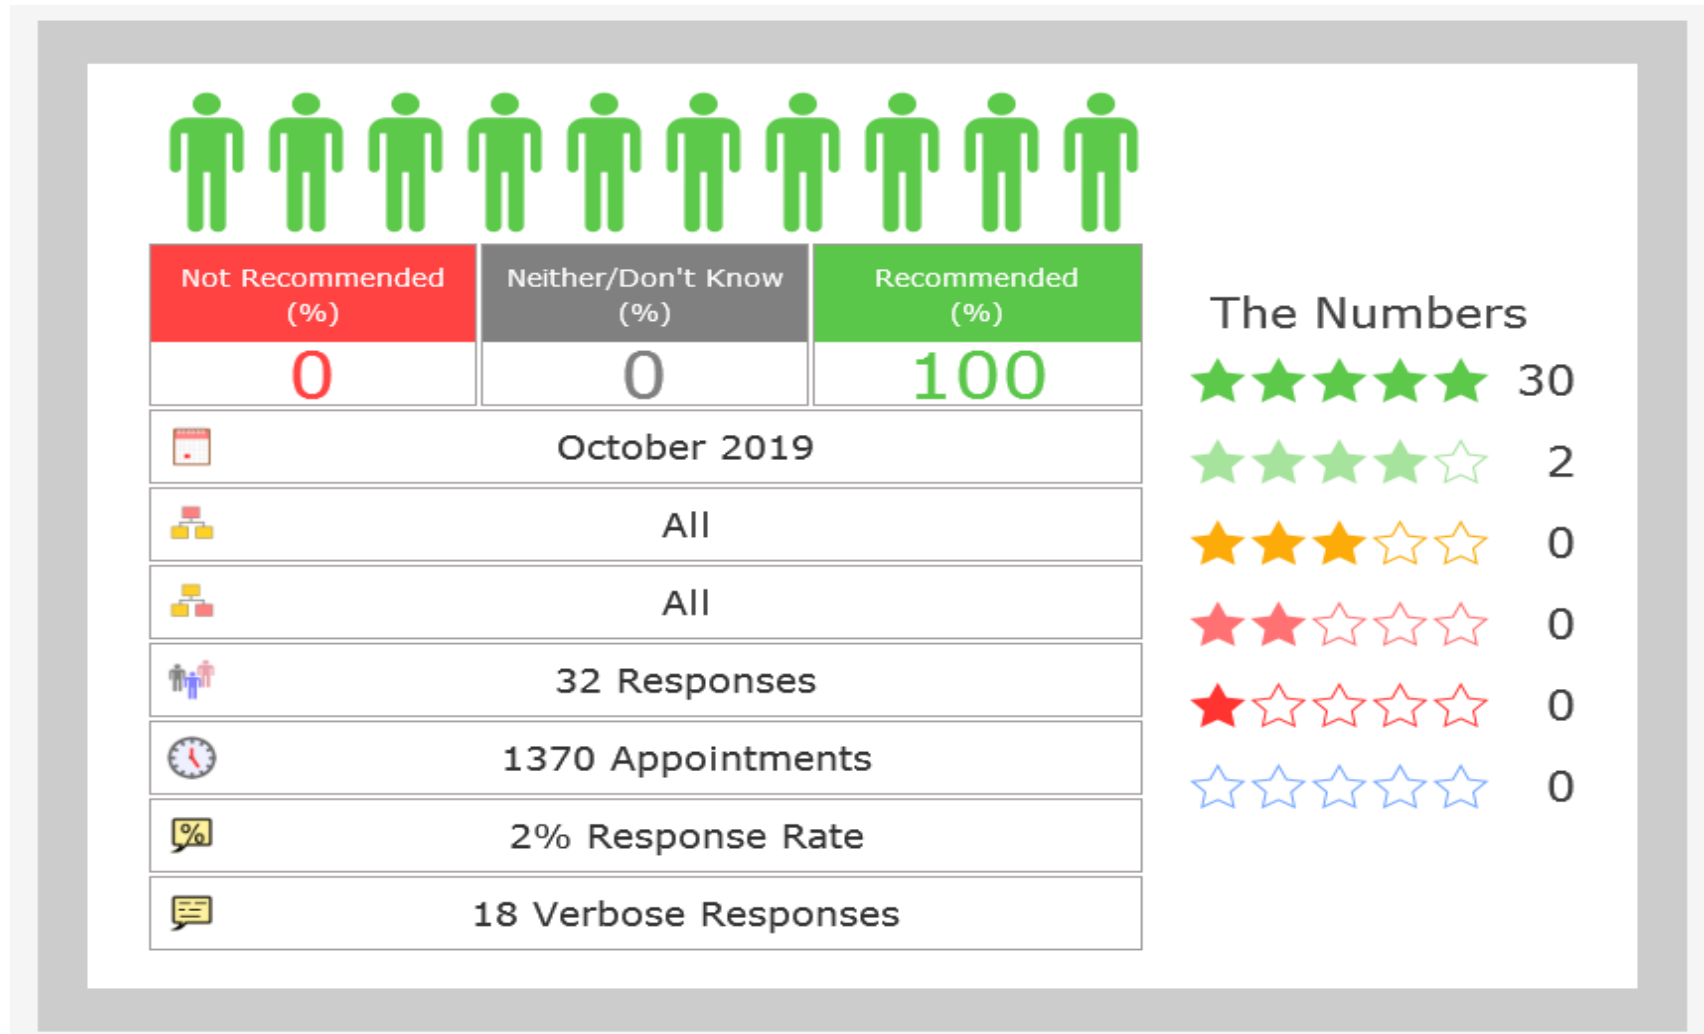 Not Recommended
(%)
Neither/Don't Know
(%)
Recommended
(%)
0
0
100
October 2019
All
All
32 Responses
1370 Appointments
%
2% Response Rate
18 Verbose Responses
The Numbers
30
2
0
0
0
0